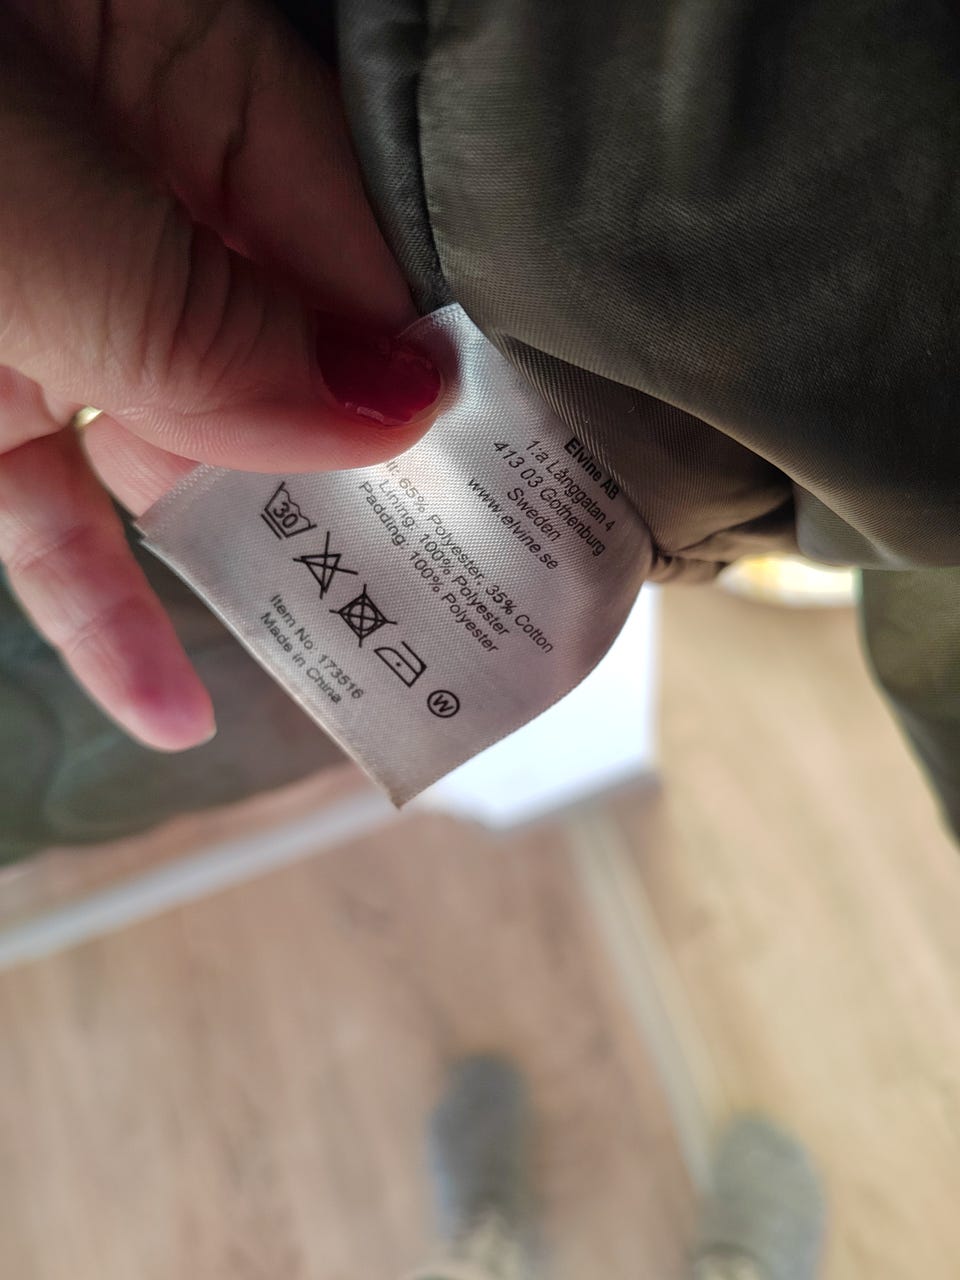 Elvine AB
1:a Långgatan 4
413 03 Gothenburg
Sweden
www.elvine.se
65% Polyester, 35% Cotton
Lining: 100% Polyester
Padding: 100% Polyester
30
W
Item No: 173516
Made in China